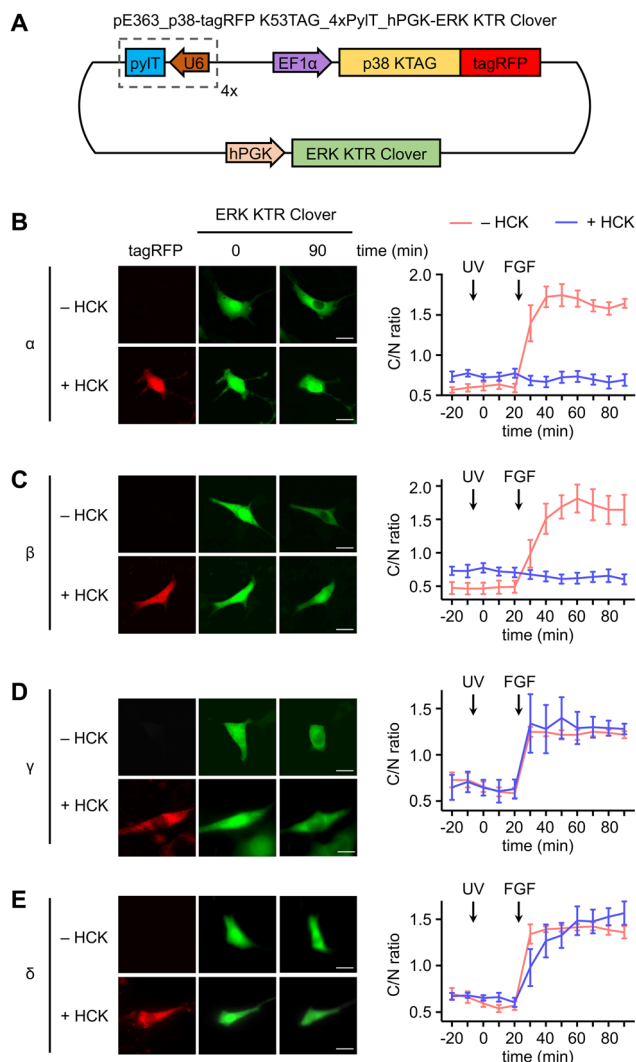 pE363_p38-tagRFP K53TAG_4xPylT_hPGK-ERK KTR Clover
A
pylT
U6
4x
EF1α
p38 KTAG
tagRFP
hPGK
ERK KTR Clover
B
ERK KTR Clover
tagRFP
0
90
time (min)
– HCK
+ HCK
α
– HCK
+ HCK
UV
FGF
C/N ratio
2.0
1.5
1.0
0.5
-20 0 20 40 60 80
time (min)
C
β
– HCK
+ HCK
UV
FGF
C/N ratio
2.0
1.5
1.0
0.5
-20 0 20 40 60 80
time (min)
D
γ
– HCK
+ HCK
UV
FGF
C/N ratio
1.5
1.0
0.5
-20 0 20 40 60 80
time (min)
E
δ
– HCK
+ HCK
UV
FGF
C/N ratio
1.5
1.0
0.5
-20 0 20 40 60 80
time (min)